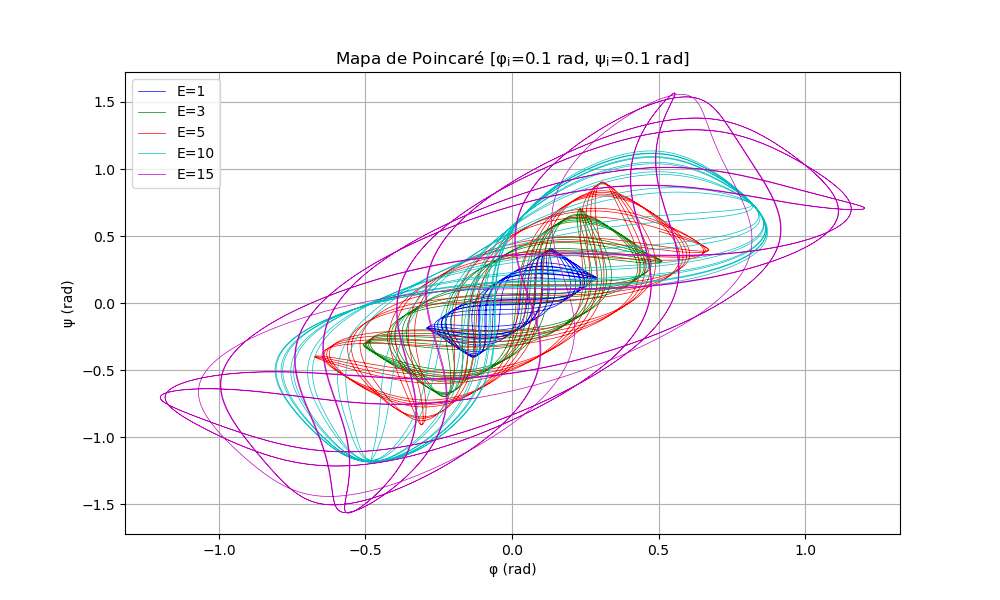 Mapa de Poincaré [φᵢ=0.1 rad, ψᵢ=0.1 rad]
E=1
E=3
E=5
E=10
E=15
1.5
1.0
0.5
0.0
−0.5
−1.0
−1.5
ψ (rad)
−1.0 −0.5 0.0 0.5 1.0
φ (rad)